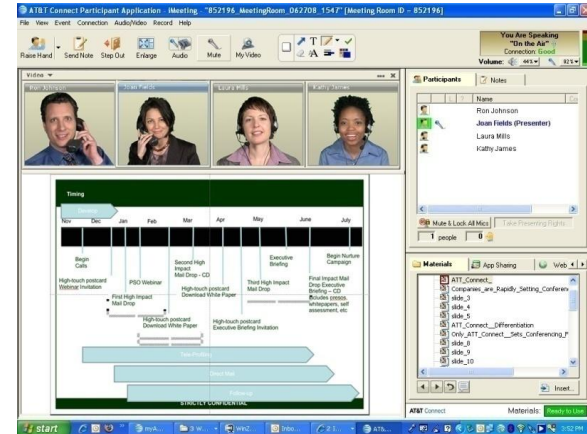 AT&T Connect Participant Application - iMeeting - "852196_MeetingRoom_062708_1547" [Meeting Room ID - 852196]
File View Event Connection Audio/Video Record Help
Raise Hand Send Note Step Out Enlarge Audio Mute My Video
You Are Speaking
"On the Air"
Connection: Good
Volume: 44% 82%
Video
Ron Johnson Joan Fields Laura Mills Kathy James
Participants Notes
Name
Ron Johnson
Joan Fields (Presenter)
Laura Mills
Kathy James
Mute & Lock All Mics Take Presenting Rights
1 people 0
Timing
Nov Dec Jan Feb Mar Apr May June July
Begin Calls
High-touch postcard Webinar Invitation
PSO Webinar
First High Impact Mail Drop
Second High Impact Mail Drop - CD
High-touch postcard Download White Paper
High-touch postcard Download White Paper
High-touch postcard Executive Briefing Invitation
Third High Impact Mail Drop
Executive Briefing
Begin Nurture Campaign
Final Impact Mail Drop Executive Briefing – CD
whitepapers, self assessment, etc
Tele-Profiling
Direct Mail
Follow-up
STRICTLY CONFIDENTIAL
Materials App Sharing Web
ATT_Connect_
Companies_are_Rapidly_Setting_Conferen
slide_3
slide_4
slide_5
ATT_Connect__Differentiation
Only_ATT_Connect__Sets_Conferencing_F
slide_8
slide_9
slide_10
Insert...
AT&T Connect Materials: Ready to Use
start
3:52 PM